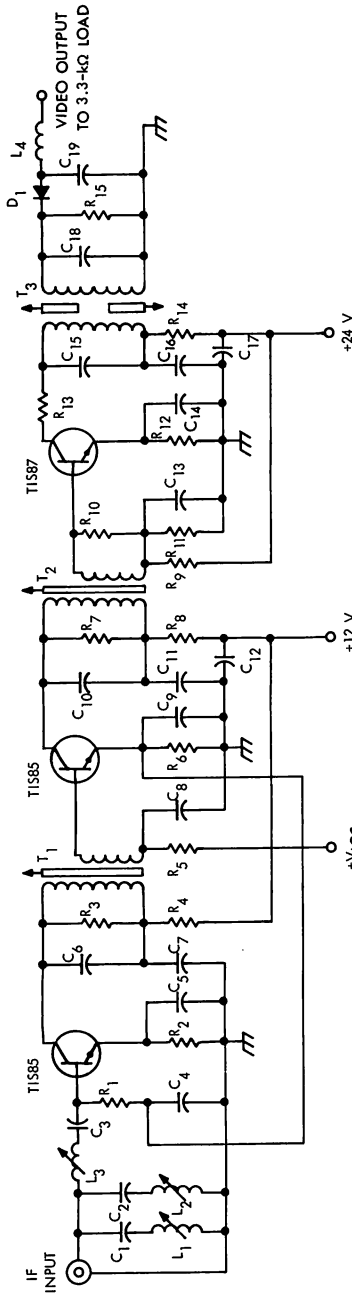 IF
INPUT
C1
L1
C2
L2
L3
C3
R1
C4
TIS85
R2
C5
C6
R3
C7
R4
T1
R5
C8
+VAGC
TIS85
R6
C9
C10
R7
C11
R8
C12
+12 V
T2
R9
R10
R11
C13
TIS87
R12
C14
R13
C15
C16
R14
C17
+24 V
T3
C18
R15
D1
C19
L4
VIDEO OUTPUT
TO 3.3-kΩ LOAD